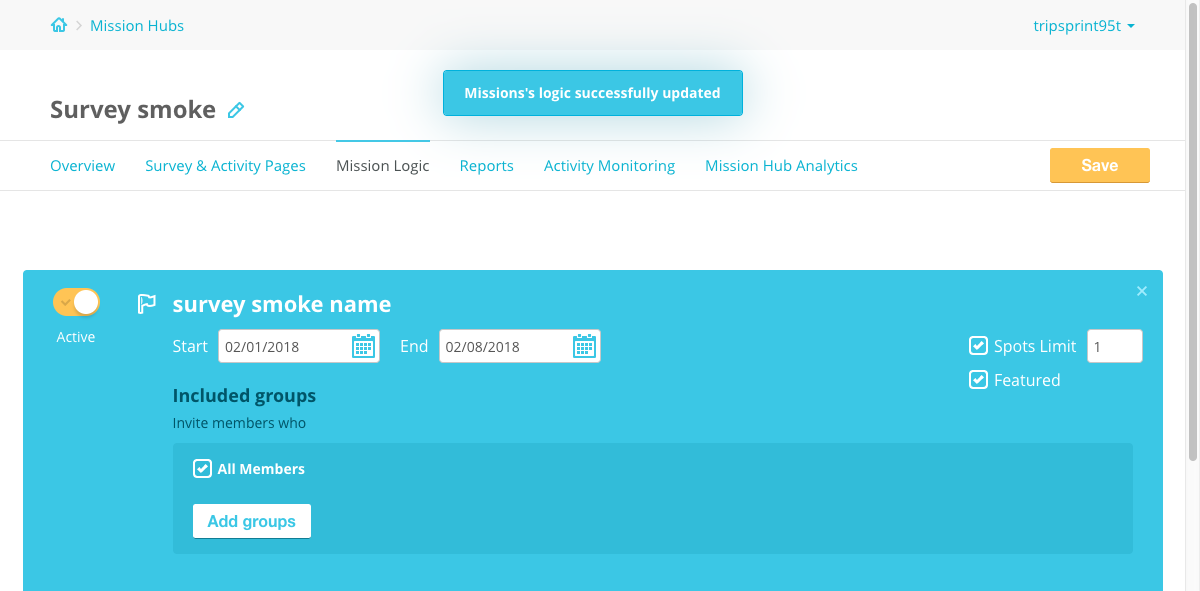 Mission Hubs
tripsprint95t
Missions's logic successfully updated
Survey smoke
Overview
Survey & Activity Pages
Mission Logic
Reports
Activity Monitoring
Mission Hub Analytics
Save
survey smoke name
Active
Start
02/01/2018
End
02/08/2018
Spots Limit
1
Featured
Included groups
Invite members who
All Members
Add groups